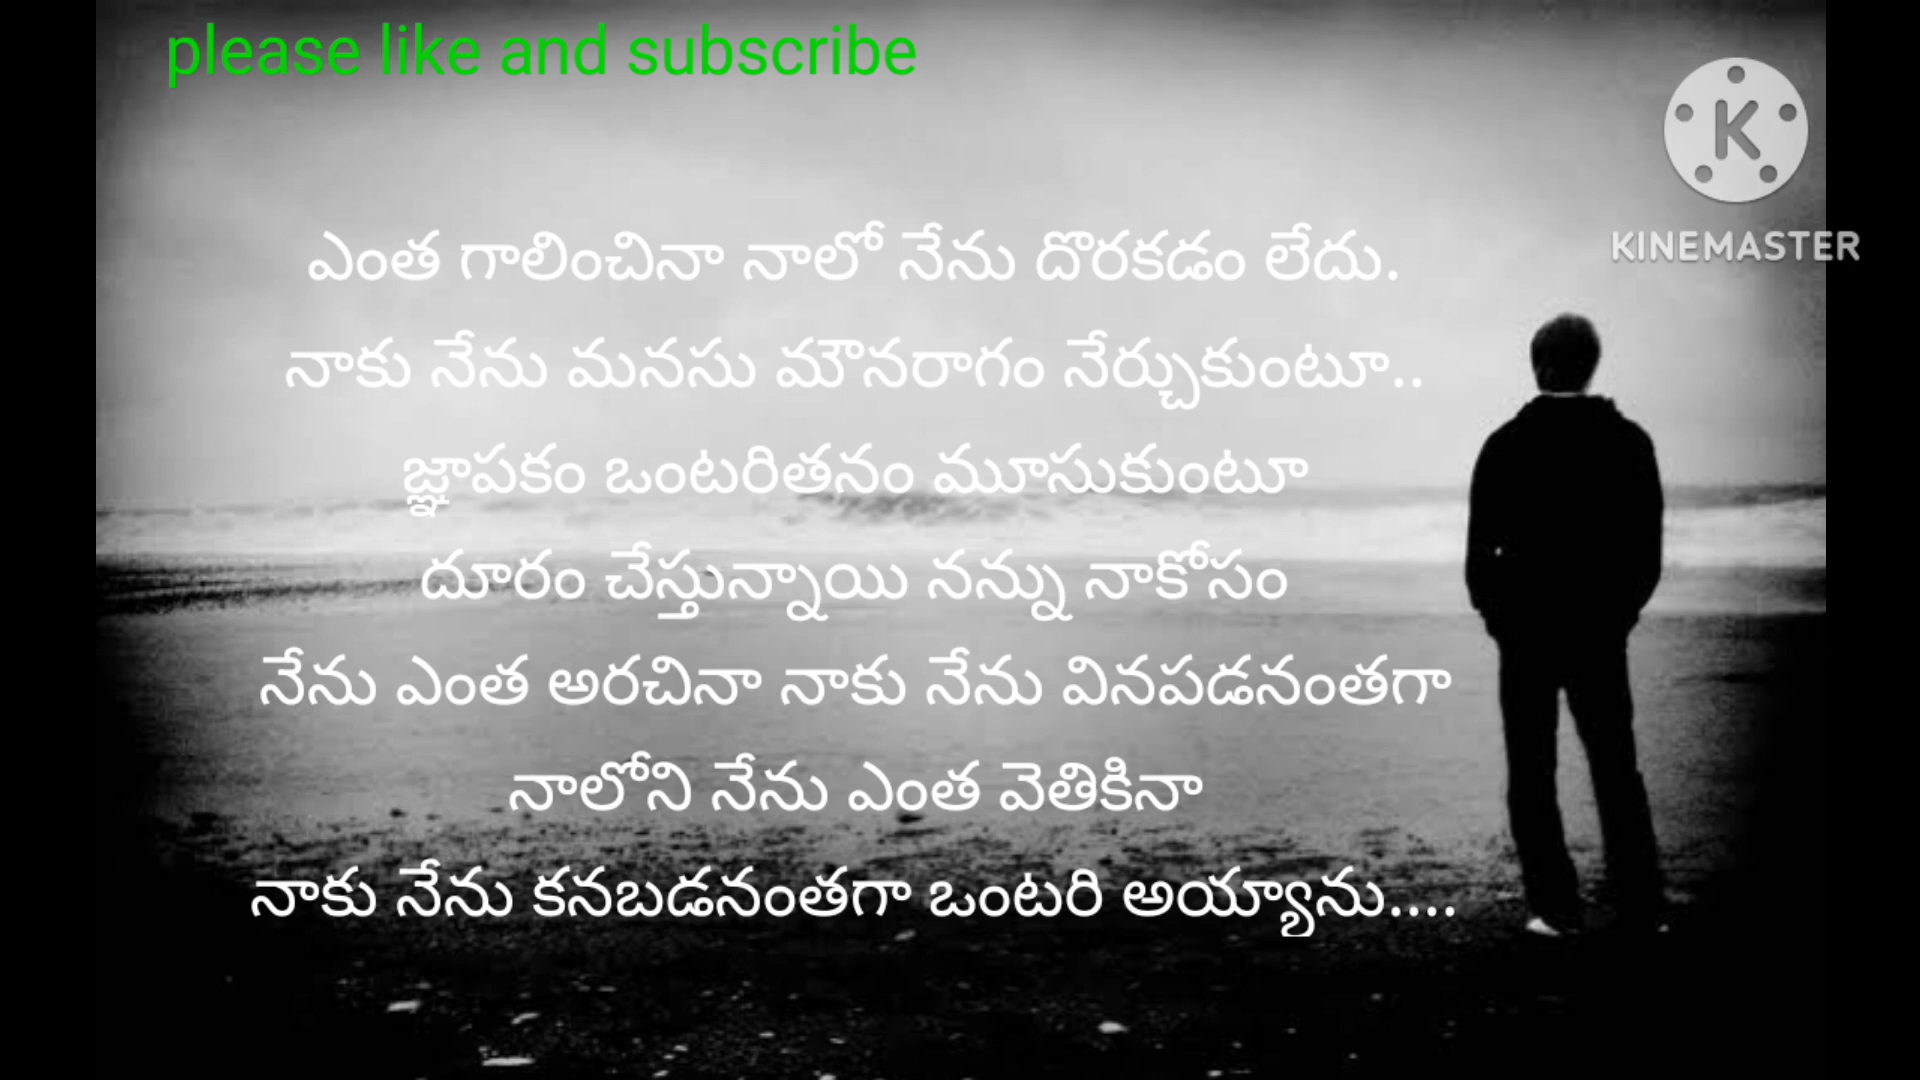 please like and subscribe
KINEMASTER
ఎంత గాలించినా నాలో నేను దొరకడం లేదు.
నాకు నేను మనసు మౌనరాగం నేర్చుకుంటూ..
జ్ఞాపకం ఒంటరితనం మూసుకుంటూ
దూరం చేస్తున్నాయి నన్ను నాకోసం
నేను ఎంత అరచినా నాకు నేను వినపడనంతగా
నాలోని నేను ఎంత వెతికినా
నాకు నేను కనబడనంతగా ఒంటరి అయ్యాను....